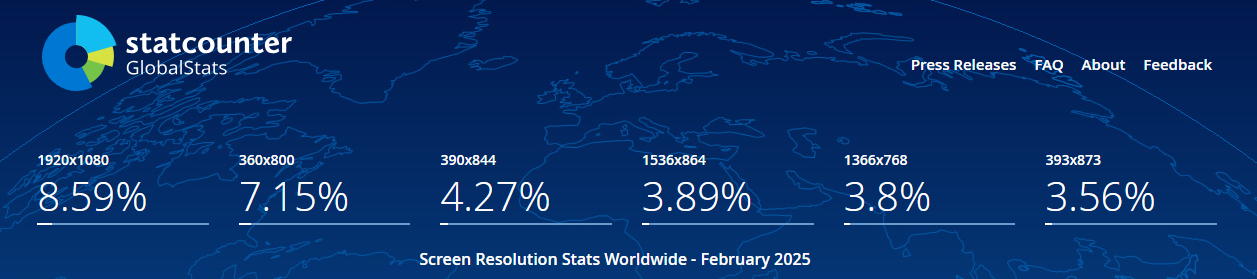 statcounter
GlobalStats
Press Releases FAQ About Feedback
1920x1080 360x800 390x844 1536x864 1366x768 393x873
8.59% 7.15% 4.27% 3.89% 3.8% 3.56%
Screen Resolution Stats Worldwide - February 2025